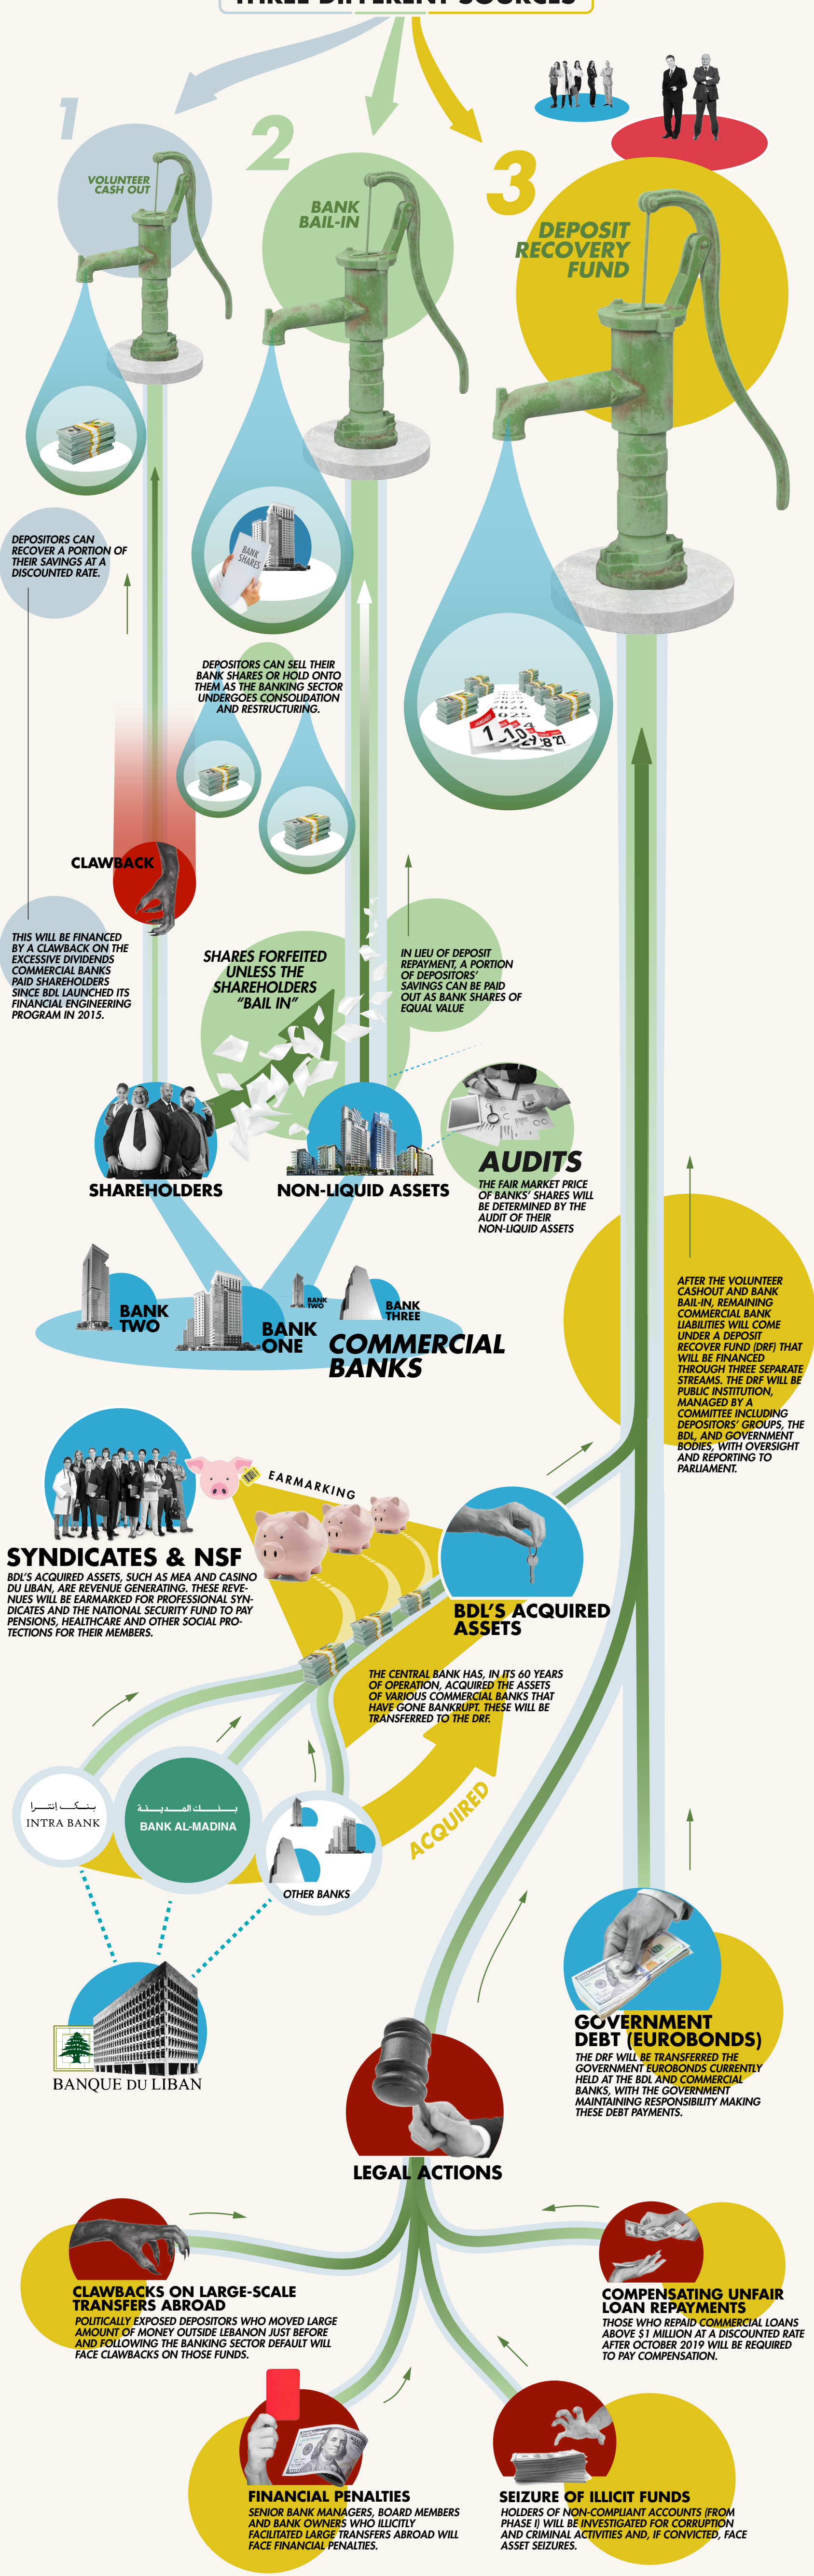 THREE DIFFERENT SOURCES
1
VOLUNTEER
CASH OUT
2
BANK
BAIL-IN
3
DEPOSIT
RECOVERY
FUND
BANK
SHARES
DEPOSITORS CAN
RECOVER A PORTION OF
THEIR SAVINGS AT A
DISCOUNTED RATE.
DEPOSITORS CAN SELL THEIR
BANK SHARES OR HOLD ONTO
THEM AS THE BANKING SECTOR
UNDERGOES CONSOLIDATION
AND RESTRUCTURING.
2025
JANUARY
1
CLAWBACK
THIS WILL BE FINANCED
BY A CLAWBACK ON THE
EXCESSIVE DIVIDENDS
COMMERCIAL BANKS
PAID SHAREHOLDERS
SINCE BDL LAUNCHED ITS
FINANCIAL ENGINEERING
PROGRAM IN 2015.
SHARES FORFEITED
UNLESS THE
SHAREHOLDERS
“BAIL IN”
IN LIEU OF DEPOSIT
REPAYMENT, A PORTION
OF DEPOSITORS’
SAVINGS CAN BE PAID
OUT AS BANK SHARES OF
EQUAL VALUE
SHAREHOLDERS
NON-LIQUID ASSETS
AUDITS
THE FAIR MARKET PRICE
OF BANKS’ SHARES WILL
BE DETERMINED BY THE
AUDIT OF THEIR
NON-LIQUID ASSETS
BANK
TWO
BANK
ONE
BANK
TWO
BANK
THREE
COMMERCIAL
BANKS
AFTER THE VOLUNTEER
CASHOUT AND BANK
BAIL-IN, REMAINING
COMMERCIAL BANK
LIABILITIES WILL COME
UNDER A DEPOSIT
RECOVER FUND (DRF) THAT
WILL BE FINANCED
THROUGH THREE SEPARATE
STREAMS. THE DRF WILL BE
PUBLIC INSTITUTION,
MANAGED BY A
COMMITTEE INCLUDING
DEPOSITORS’ GROUPS, THE
BDL, AND GOVERNMENT
BODIES, WITH OVERSIGHT
AND REPORTING TO
PARLIAMENT.
EARMARKING
SYNDICATES & NSF
BDL’S ACQUIRED ASSETS, SUCH AS MEA AND CASINO
DU LIBAN, ARE REVENUE GENERATING. THESE REVE-
NUES WILL BE EARMARKED FOR PROFESSIONAL SYN-
DICATES AND THE NATIONAL SECURITY FUND TO PAY
PENSIONS, HEALTHCARE AND OTHER SOCIAL PRO-
TECTIONS FOR THEIR MEMBERS.
BDL’S ACQUIRED
ASSETS
THE CENTRAL BANK HAS, IN ITS 60 YEARS
OF OPERATION, ACQUIRED THE ASSETS
OF VARIOUS COMMERCIAL BANKS THAT
HAVE GONE BANKRUPT. THESE WILL BE
TRANSFERRED TO THE DRF.
بنك إنترا
INTRA BANK
بنك المدينة
BANK AL-MADINA
OTHER BANKS
ACQUIRED
BANQUE DU LIBAN
GOVERNMENT
DEBT (EUROBONDS)
THE DRF WILL BE TRANSFERRED THE
GOVERNMENT EUROBONDS CURRENTLY
HELD AT THE BDL AND COMMERCIAL
BANKS, WITH THE GOVERNMENT
MAINTAINING RESPONSIBILITY MAKING
THESE DEBT PAYMENTS.
LEGAL ACTIONS
CLAWBACKS ON LARGE-SCALE
TRANSFERS ABROAD
POLITICALLY EXPOSED DEPOSITORS WHO MOVED LARGE
AMOUNT OF MONEY OUTSIDE LEBANON JUST BEFORE
AND FOLLOWING THE BANKING SECTOR DEFAULT WILL
FACE CLAWBACKS ON THOSE FUNDS.
COMPENSATING UNFAIR
LOAN REPAYMENTS
THOSE WHO REPAID COMMERCIAL LOANS
ABOVE $1 MILLION AT A DISCOUNTED RATE
AFTER OCTOBER 2019 WILL BE REQUIRED
TO PAY COMPENSATION.
FINANCIAL PENALTIES
SENIOR BANK MANAGERS, BOARD MEMBERS
AND BANK OWNERS WHO ILLICITLY
FACILITATED LARGE TRANSFERS ABROAD WILL
FACE FINANCIAL PENALTIES.
SEIZURE OF ILLICIT FUNDS
HOLDERS OF NON-COMPLIANT ACCOUNTS (FROM
PHASE I) WILL BE INVESTIGATED FOR CORRUPTION
AND CRIMINAL ACTIVITIES AND, IF CONVICTED, FACE
ASSET SEIZURES.